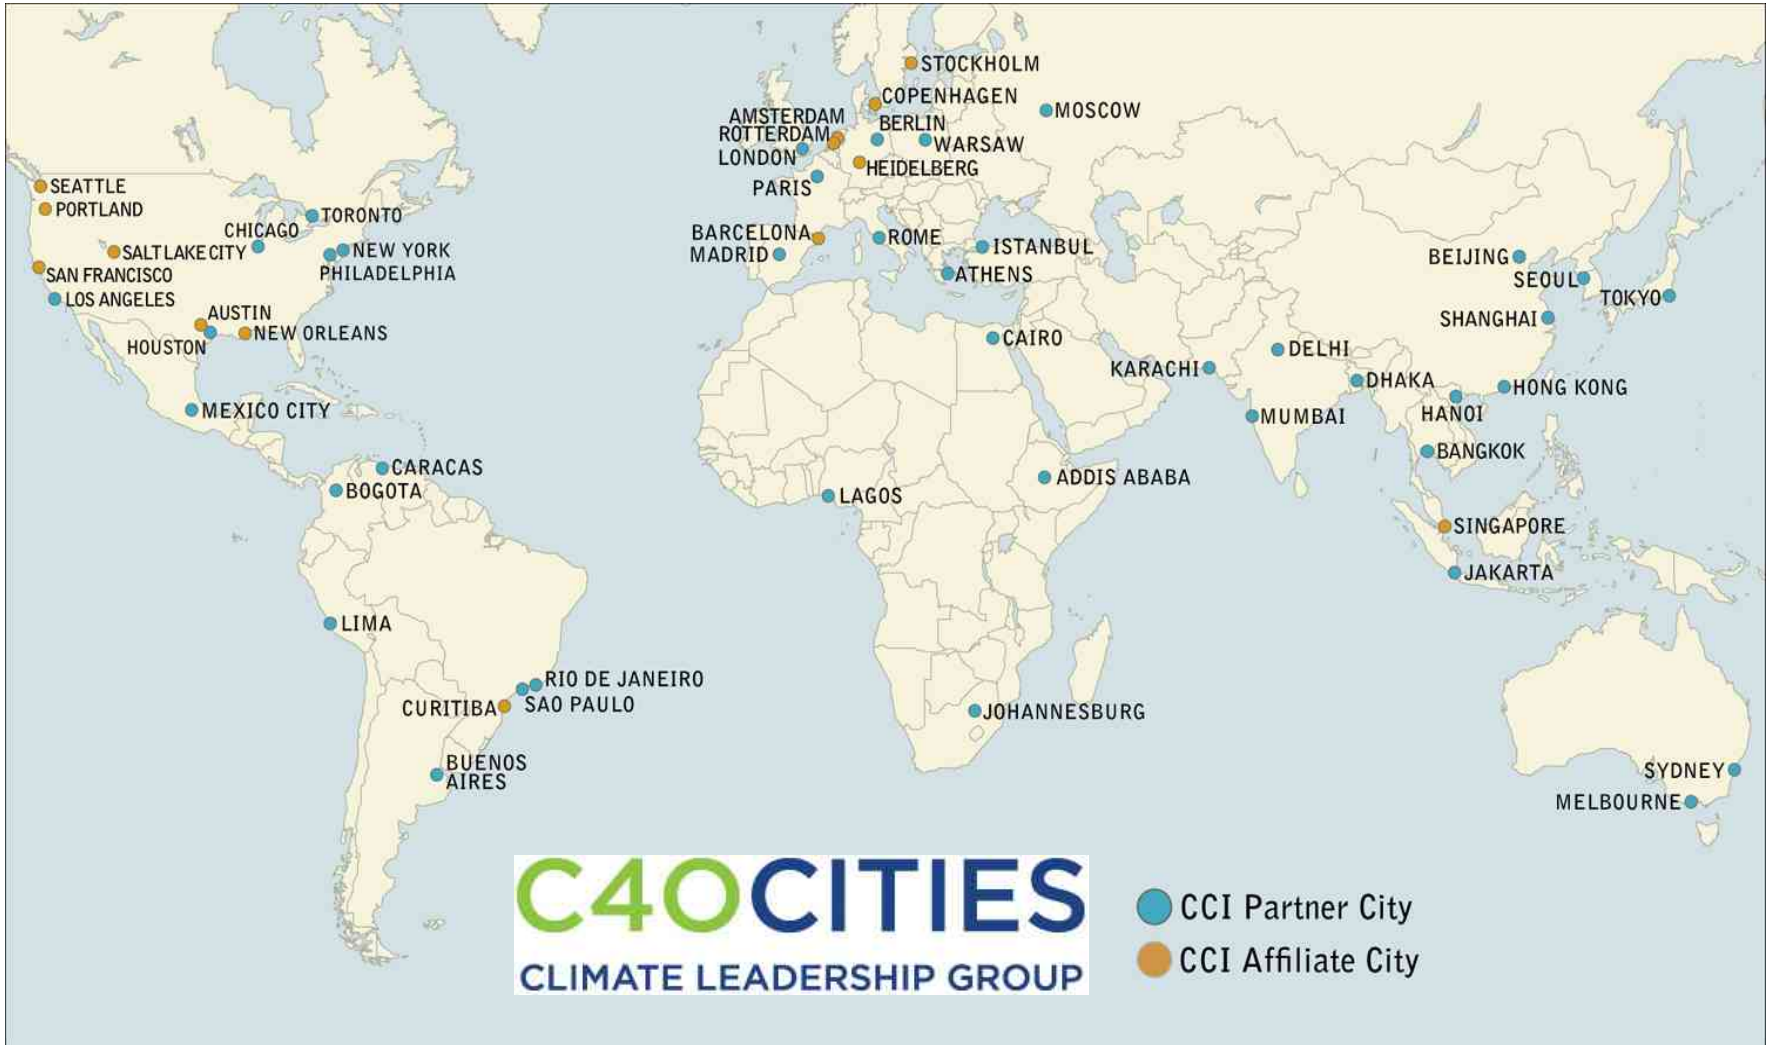 STOCKHOLM
COPENHAGEN
MOSCOW
AMSTERDAM
ROTTERDAM
BERLIN
WARSAW
LONDON
HEIDELBERG
PARIS
SEATTLE
PORTLAND
TORONTO
CHICAGO
SALT LAKE CITY
NEW YORK
PHILADELPHIA
SAN FRANCISCO
LOS ANGELES
BARCELONA
MADRID
ROME
ISTANBUL
ATHENS
BEIJING
SEOUL
TOKYO
SHANGHAI
AUSTIN
NEW ORLEANS
HOUSTON
CAIRO
DELHI
KARACHI
DHAKA
HONG KONG
MEXICO CITY
MUMBAI
HANOI
BANGKOK
CARACAS
BOGOTA
LAGOS
ADDIS ABABA
SINGAPORE
JAKARTA
LIMA
RIO DE JANEIRO
SAO PAULO
CURITIBA
JOHANNESBURG
BUENOS
AIRES
SYDNEY
MELBOURNE
C40CITIES
CLIMATE LEADERSHIP GROUP
CCI Partner City
CCI Affiliate City